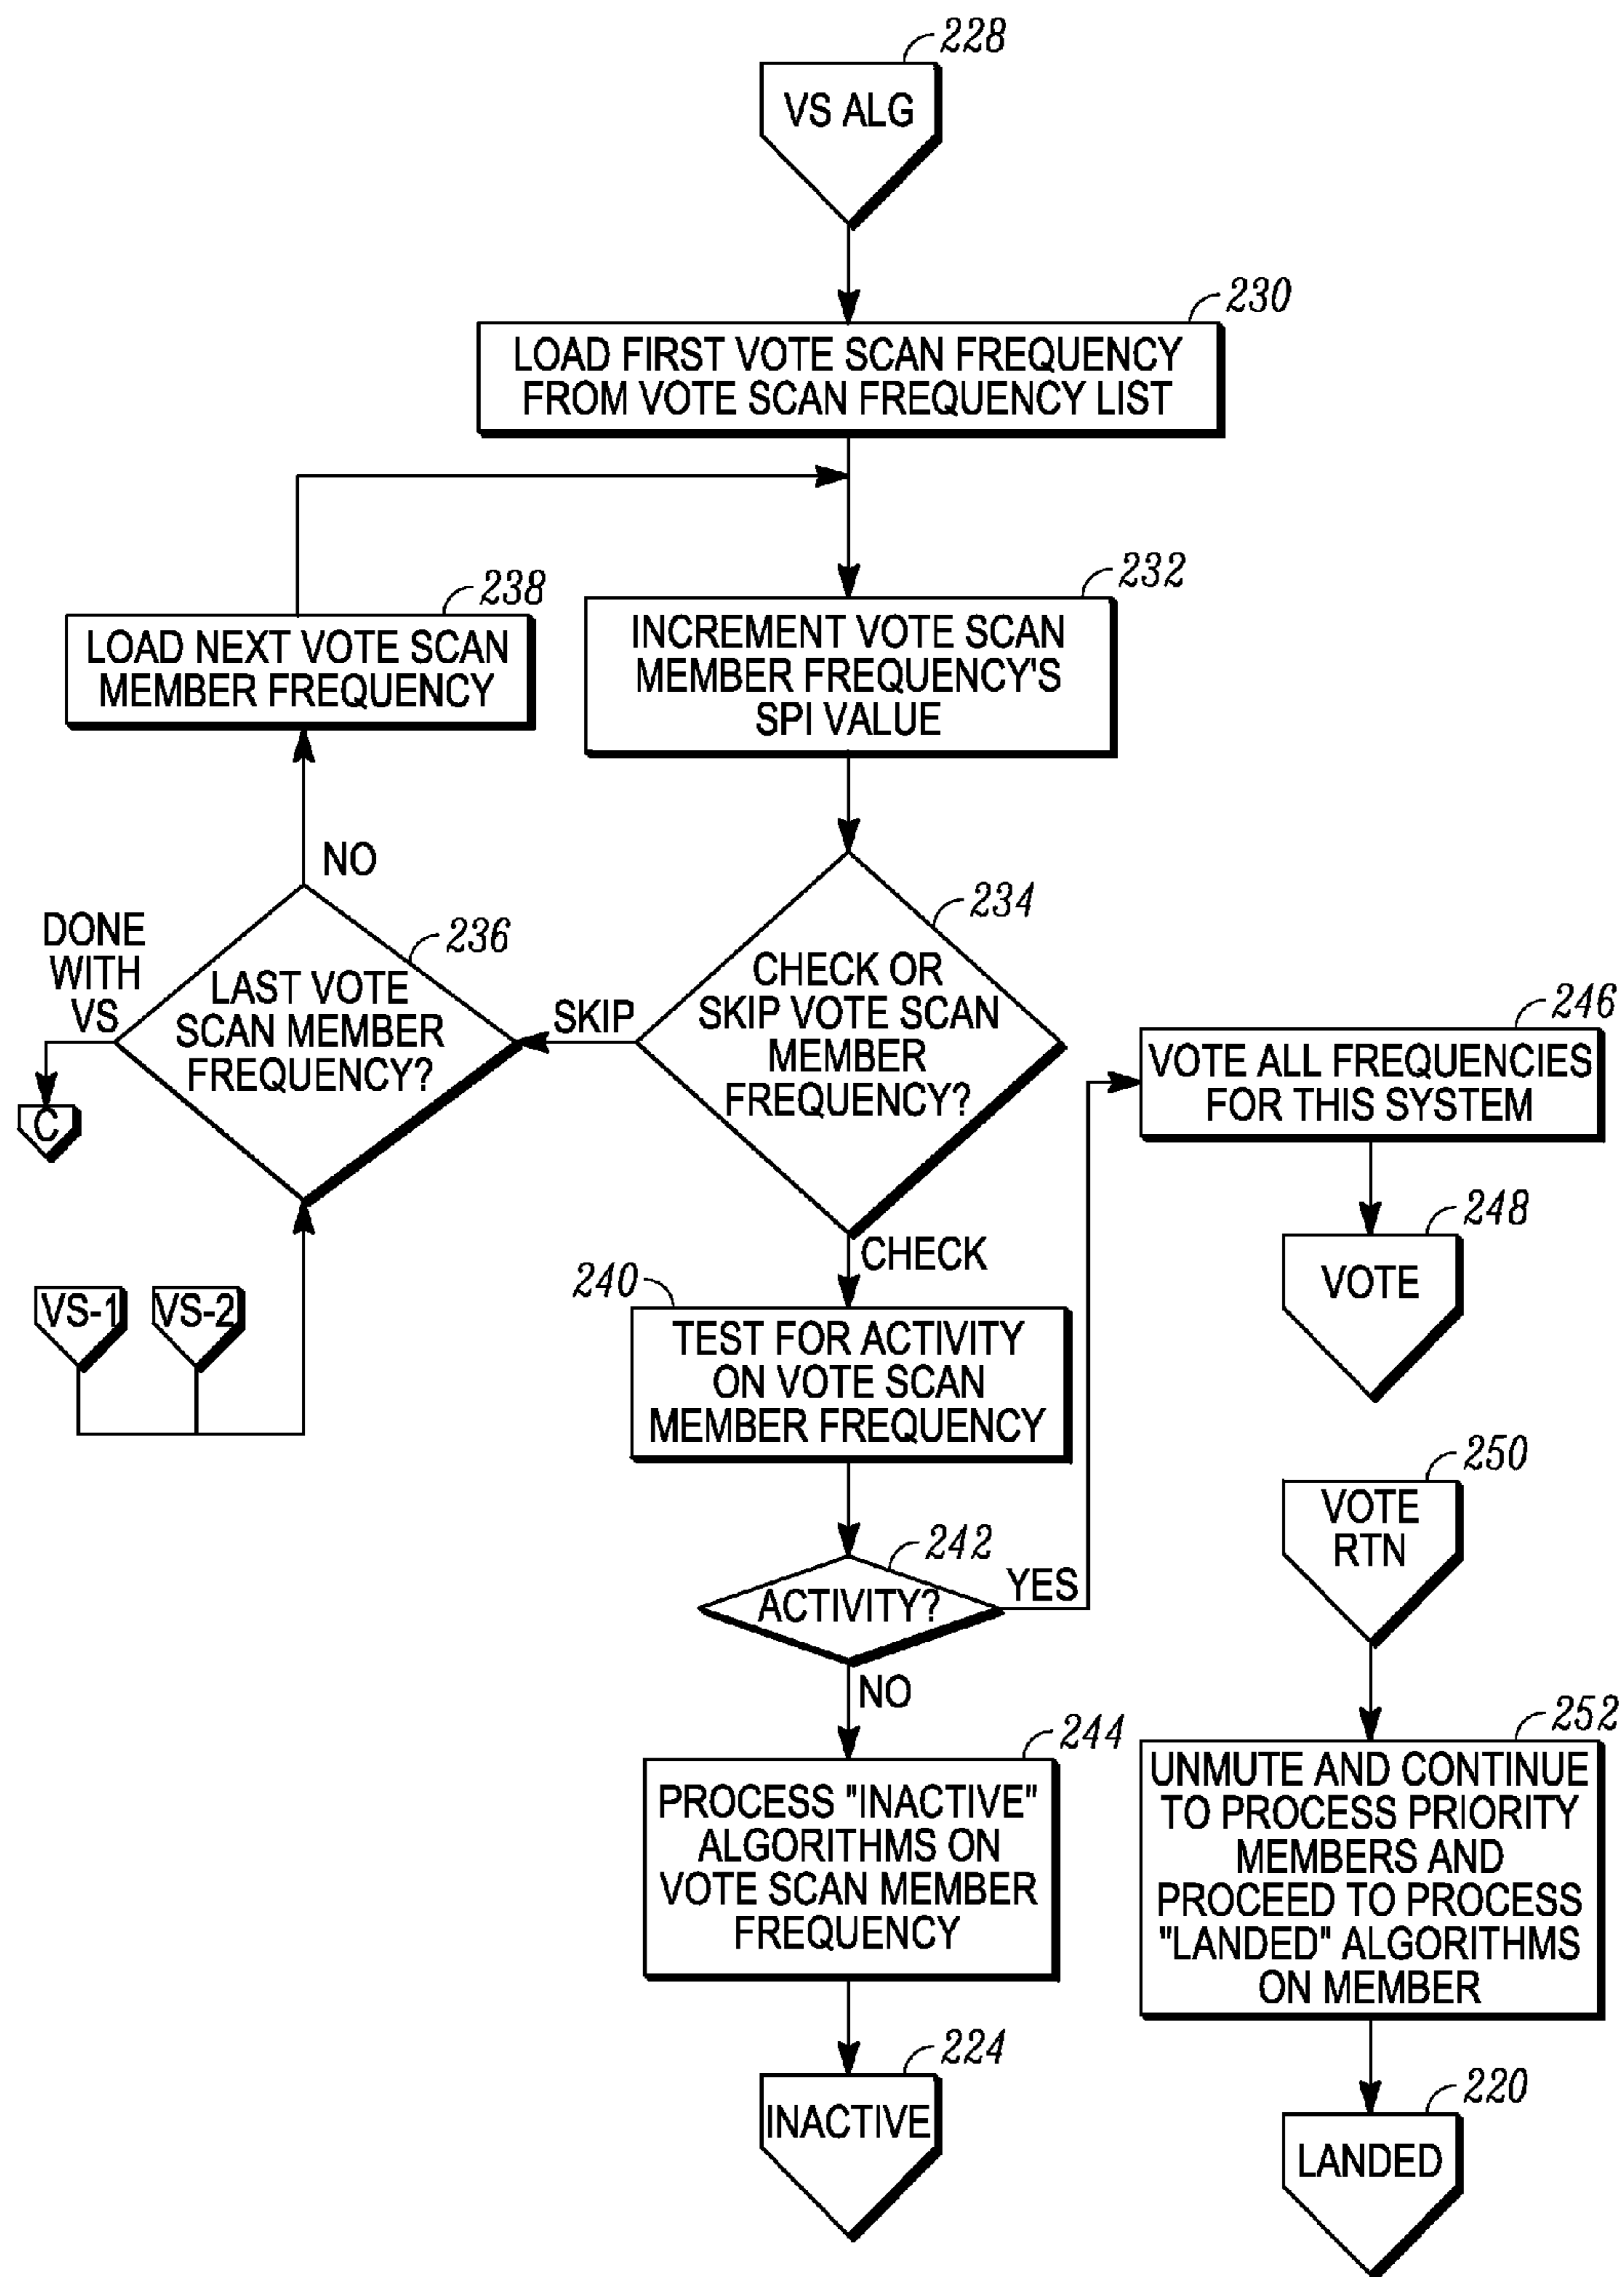 228
VS ALG
230
LOAD FIRST VOTE SCAN FREQUENCY
FROM VOTE SCAN FREQUENCY LIST
238
LOAD NEXT VOTE SCAN
MEMBER FREQUENCY
232
INCREMENT VOTE SCAN
MEMBER FREQUENCY'S
SPI VALUE
NO
DONE
WITH
VS
236
LAST VOTE
SCAN MEMBER
FREQUENCY?
C
SKIP
234
CHECK OR
SKIP VOTE SCAN
MEMBER
FREQUENCY?
246
VOTE ALL FREQUENCIES
FOR THIS SYSTEM
248
VOTE
CHECK
VS-1
VS-2
240
TEST FOR ACTIVITY
ON VOTE SCAN
MEMBER FREQUENCY
242
ACTIVITY?
YES
NO
250
VOTE
RTN
244
PROCESS "INACTIVE"
ALGORITHMS ON
VOTE SCAN MEMBER
FREQUENCY
252
UNMUTE AND CONTINUE
TO PROCESS PRIORITY
MEMBERS AND
PROCEED TO PROCESS
"LANDED" ALGORITHMS
ON MEMBER
224
INACTIVE
220
LANDED